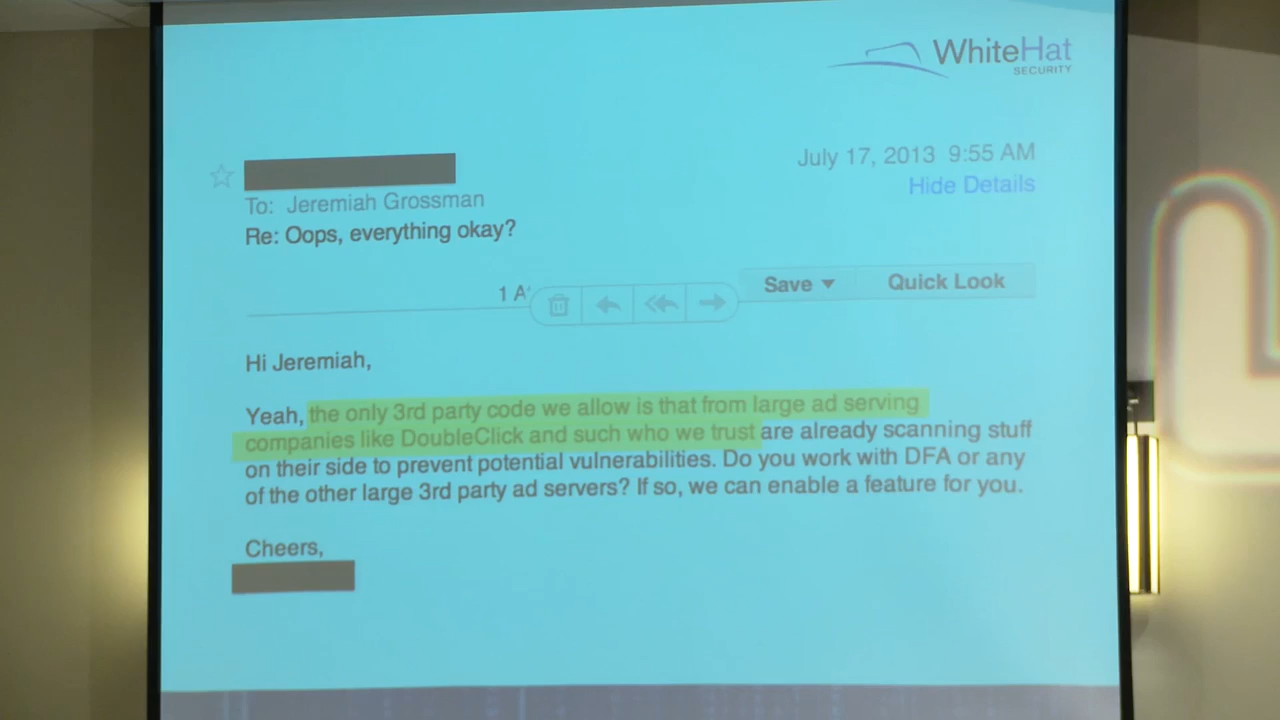 WhiteHat
SECURITY
July 17, 2013 9:55 AM
Hide Details
To: Jeremiah Grossman
Re: Oops, everything okay?
1 A
Save
Quick Look
Hi Jeremiah,
Yeah, the only 3rd party code we allow is that from large ad serving
companies like DoubleClick and such who we trust are already scanning stuff
on their side to prevent potential vulnerabilities. Do you work with DFA or any
of the other large 3rd party ad servers? If so, we can enable a feature for you.
Cheers,